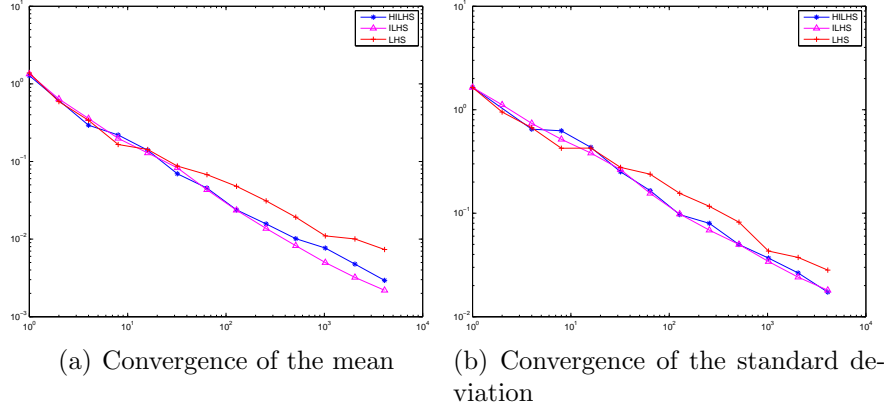 10^1
10^0
10^-1
10^-2
10^-3
10^0 10^1 10^2 10^3 10^4
HILHS
ILHS
LHS
(a) Convergence of the mean
10^1
10^0
10^-1
10^-2
10^0 10^1 10^2 10^3 10^4
HILHS
ILHS
LHS
(b) Convergence of the standard de-
viation